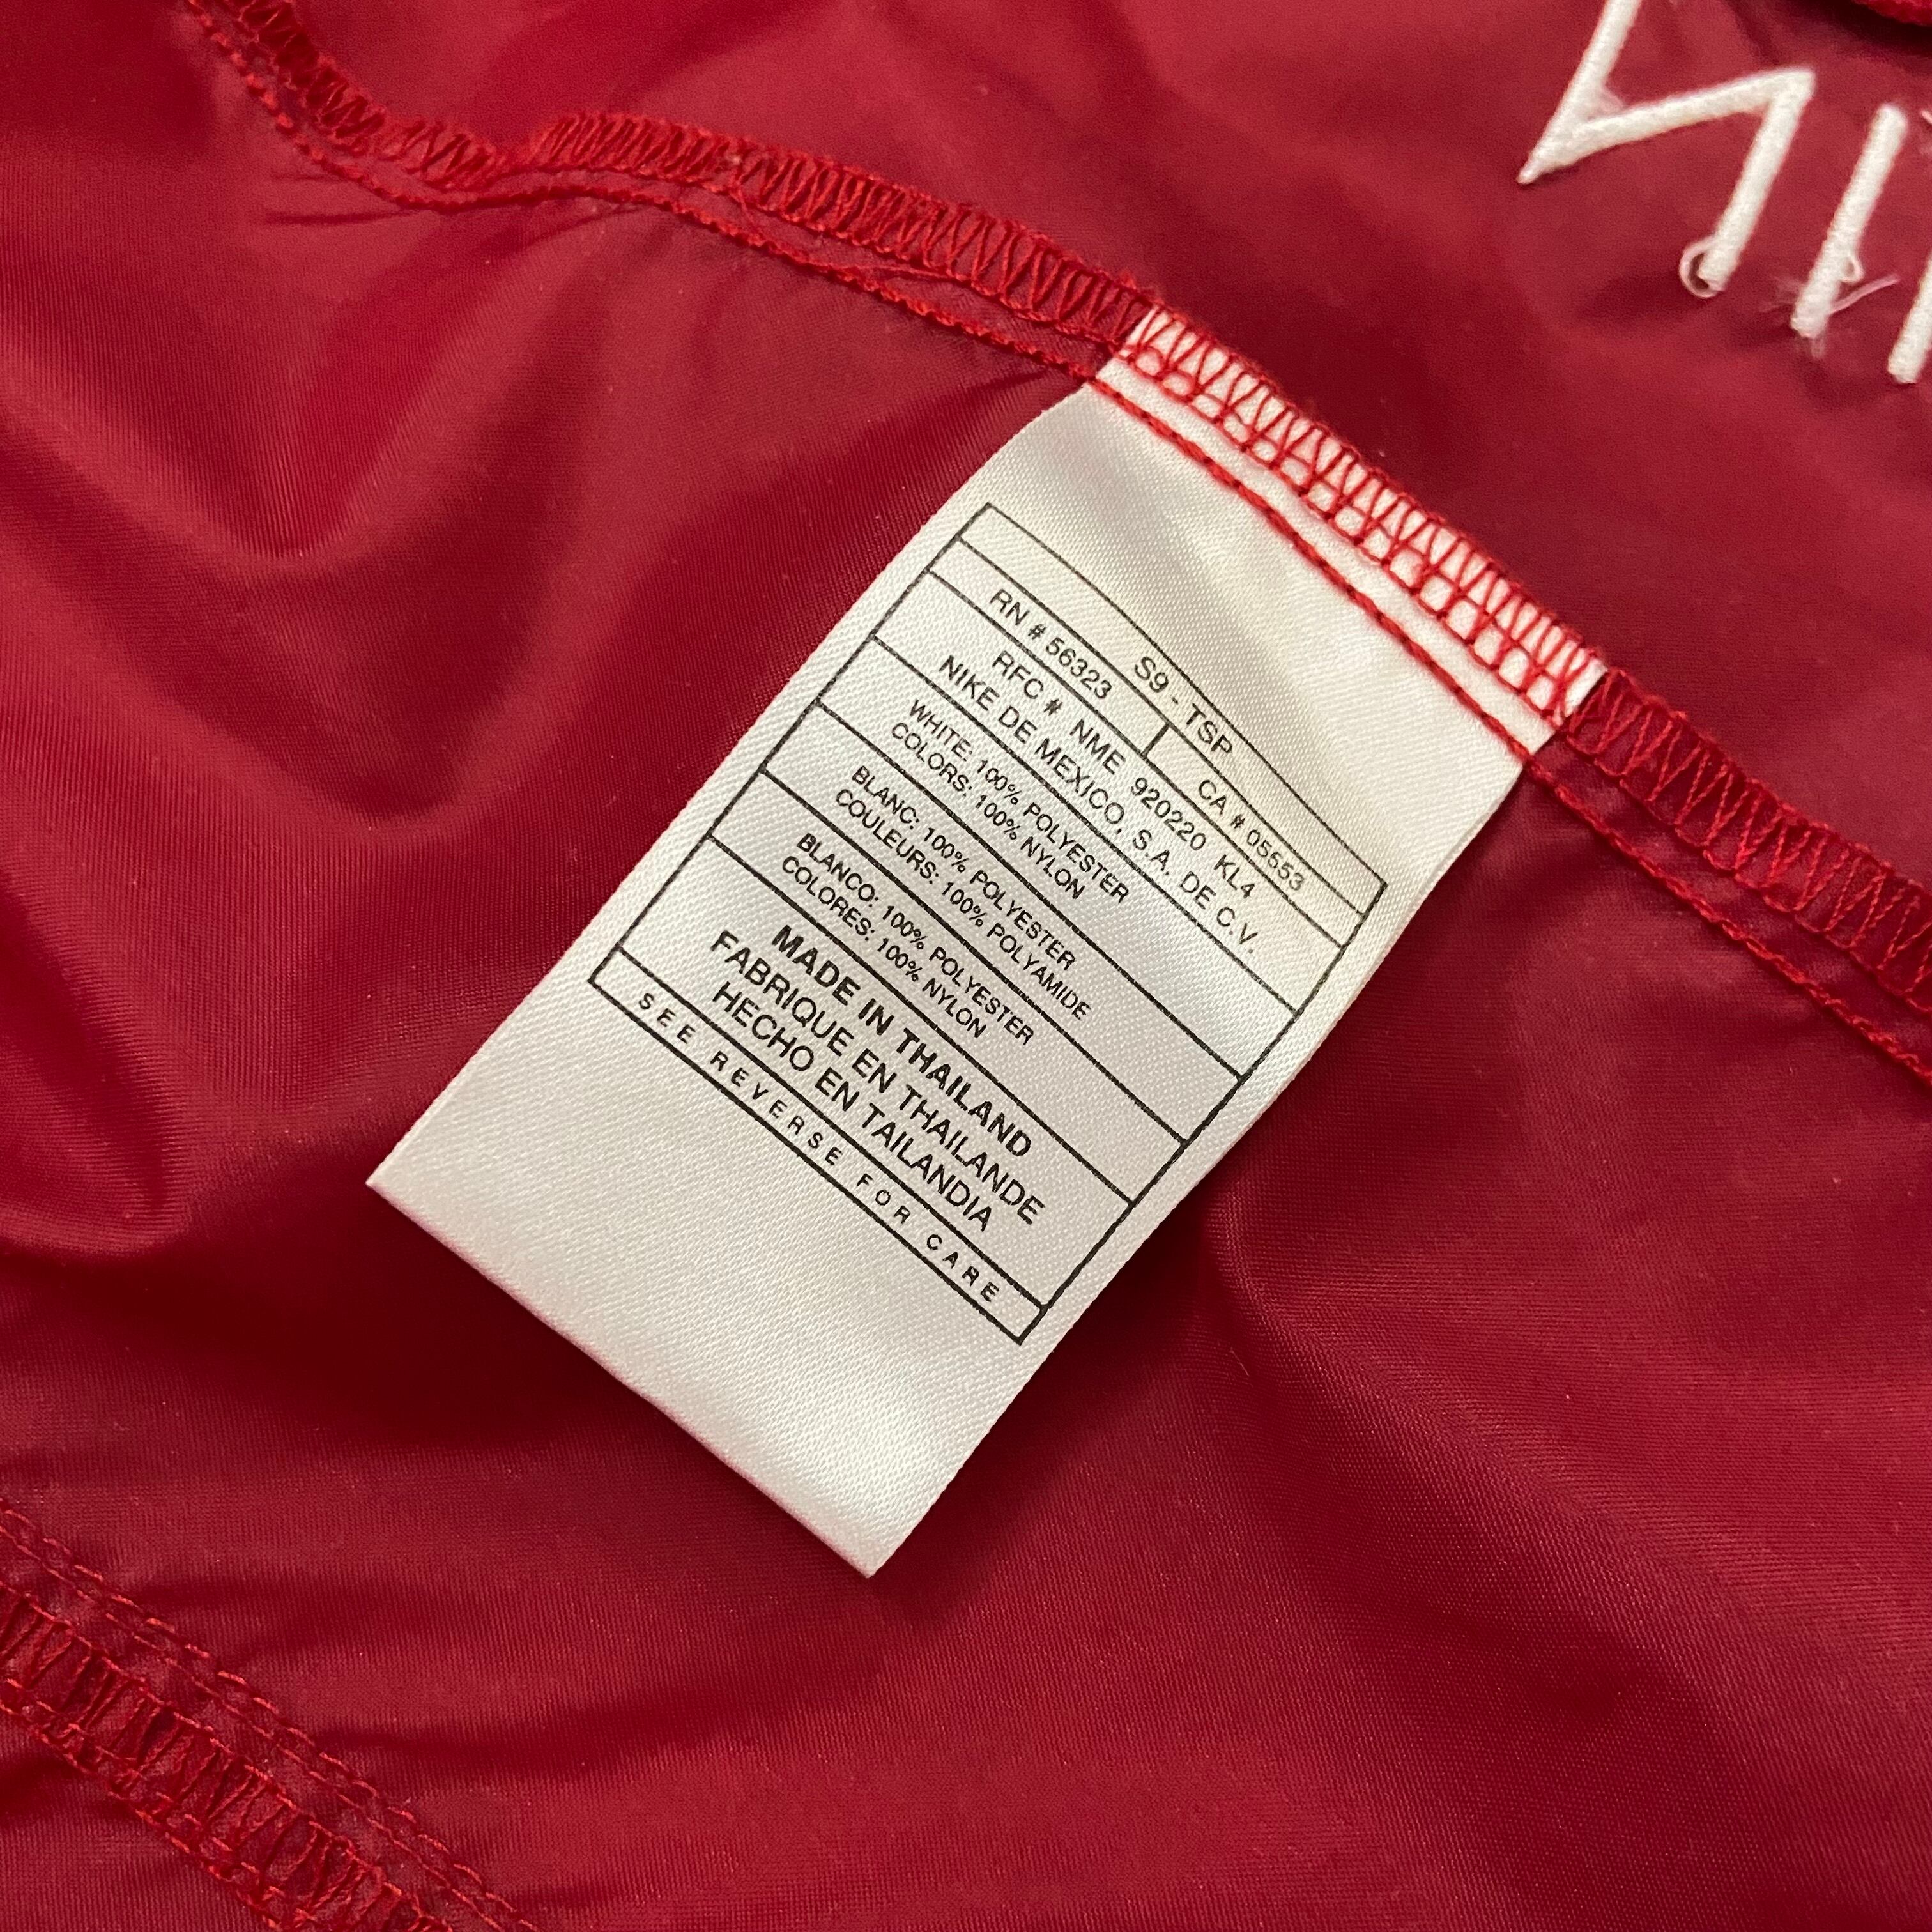 S9 - TSP
RN # 56323 CA # 05553
RFC # NME 920220 KL4
NIKE DE MEXICO, S.A. DE C.V.
WHITE: 100% POLYESTER
COLORS: 100% NYLON
BLANC: 100% POLYESTER
COULEURS: 100% POLYAMIDE
BLANCO: 100% POLYESTER
COLORES: 100% NYLON
MADE IN THAILAND
FABRIQUE EN THAILANDE
HECHO EN TAILANDIA
SEE REVERSE FOR CARE